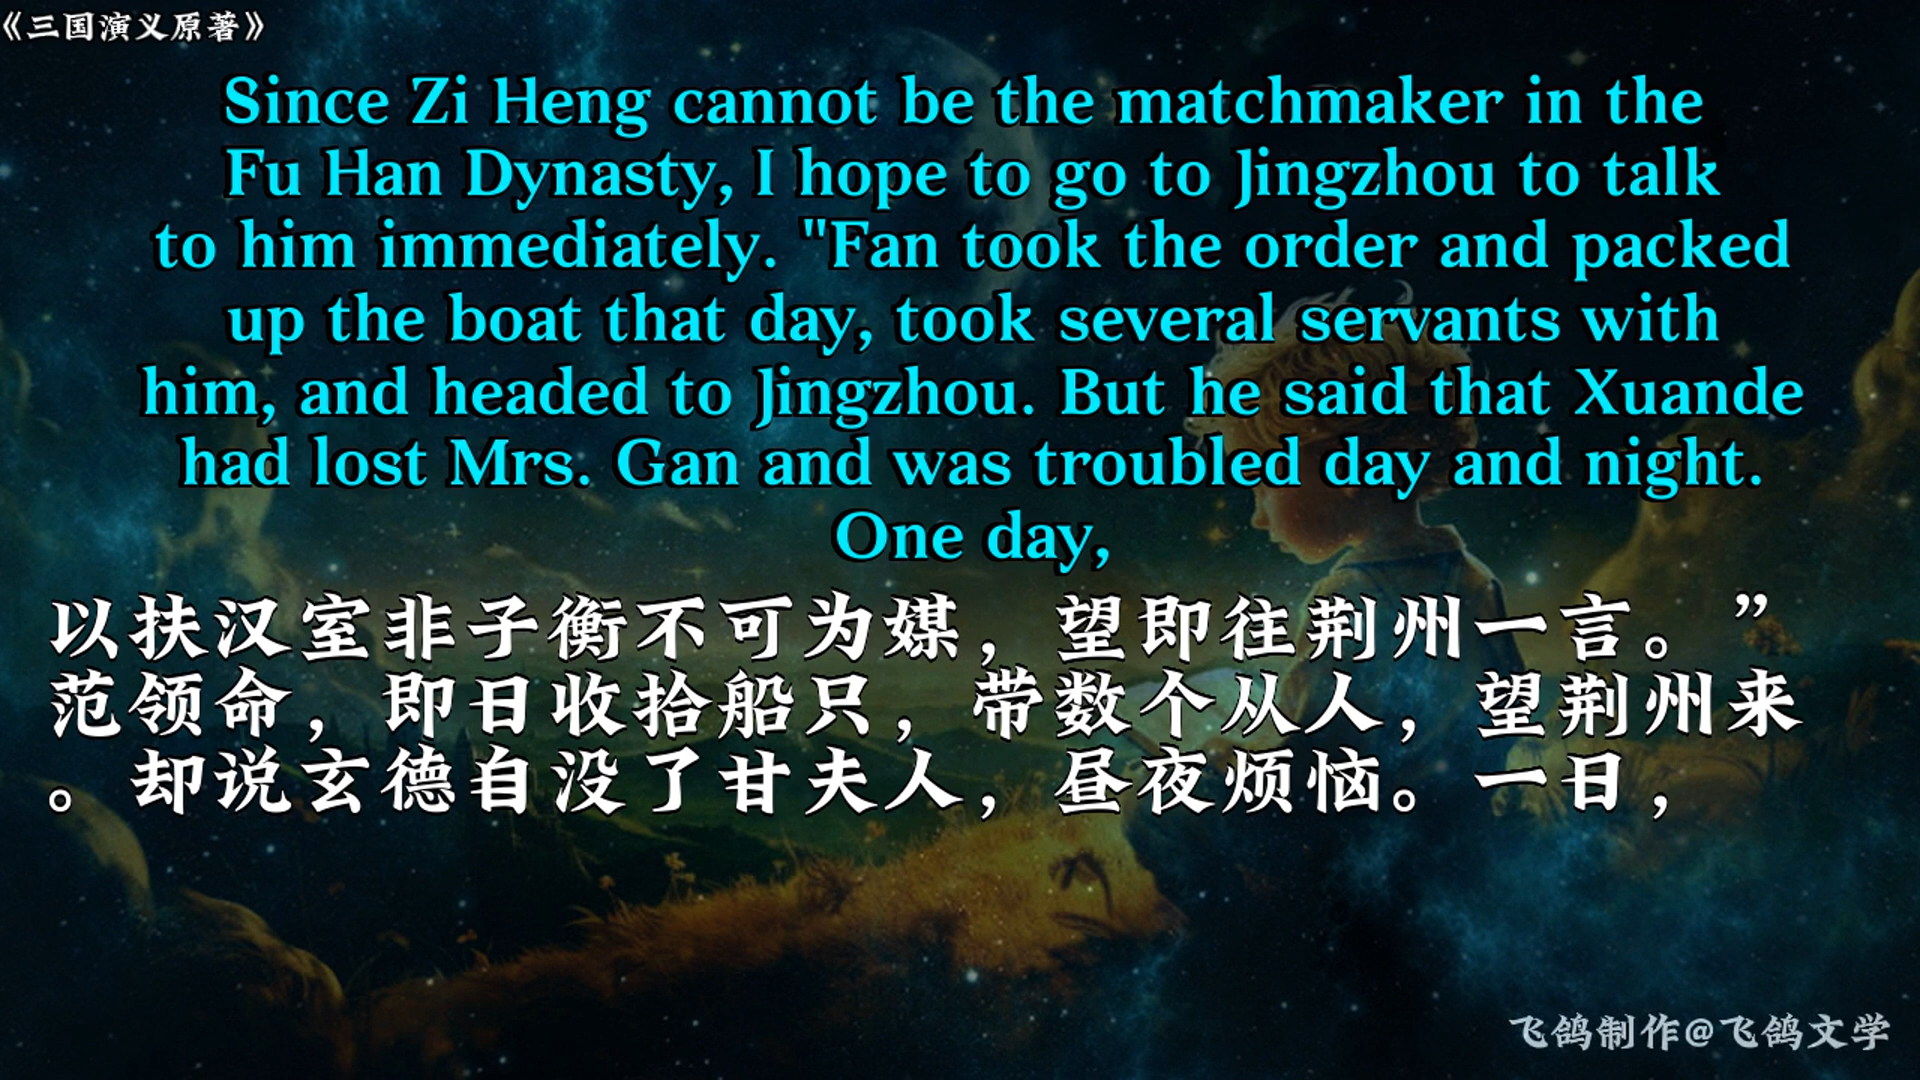 《三国演义原著》
Since Zi Heng cannot be the matchmaker in the
Fu Han Dynasty, I hope to go to Jingzhou to talk
to him immediately. "Fan took the order and packed
up the boat that day, took several servants with
him, and headed to Jingzhou. But he said that Xuande
had lost Mrs. Gan and was troubled day and night.
One day,
以扶汉室非子衡不可为媒，望即往荆州一言。”
范领命，即日收拾船只，带数个从人，望荆州来
。却说玄德自没了甘夫人，昼夜烦恼。一日，
飞鸽制作@飞鸽文学